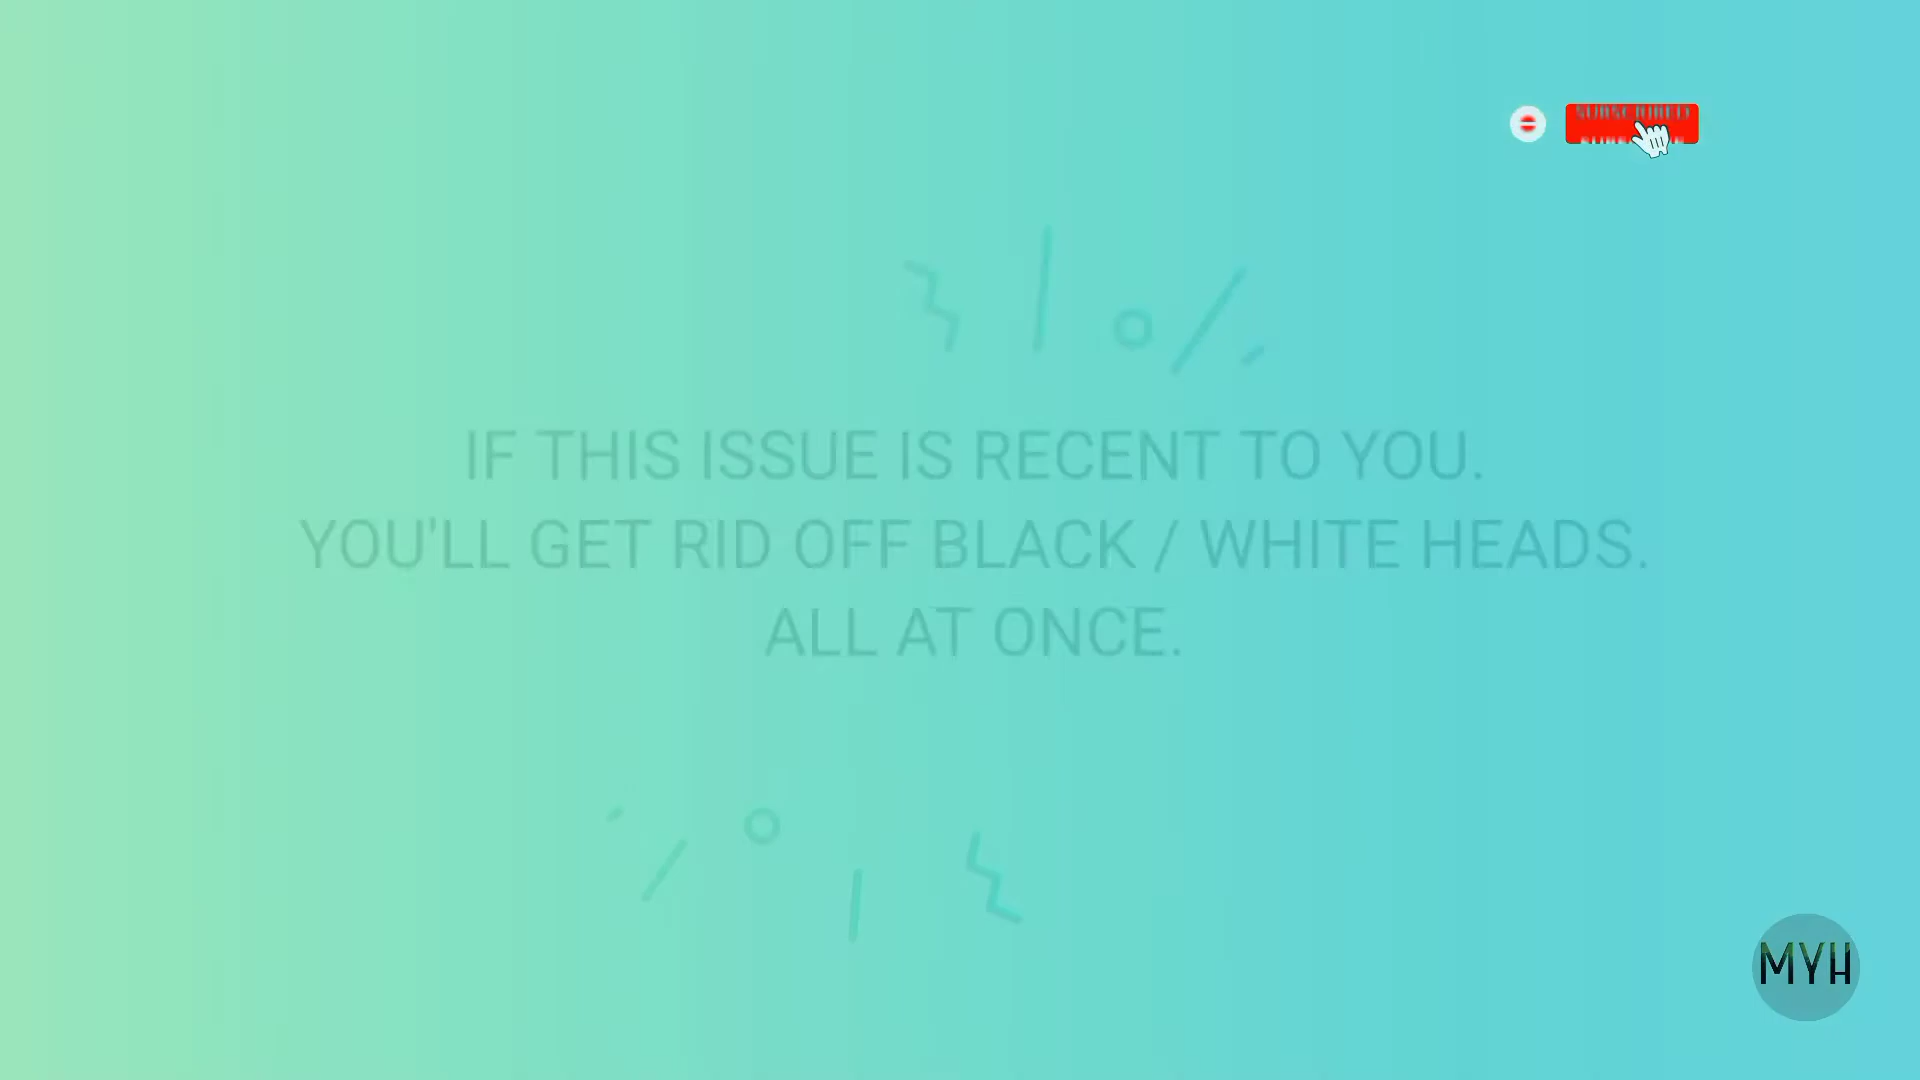 SUBSCRIBED
IF THIS ISSUE IS RECENT TO YOU.
YOU'LL GET RID OFF BLACK / WHITE HEADS.
ALL AT ONCE.
MYH